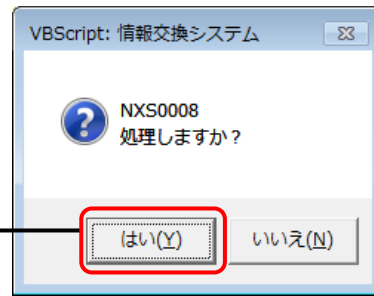 VBScript: 情報交換システム
NXS0008
処理しますか？
はい(Y)
いいえ(N)